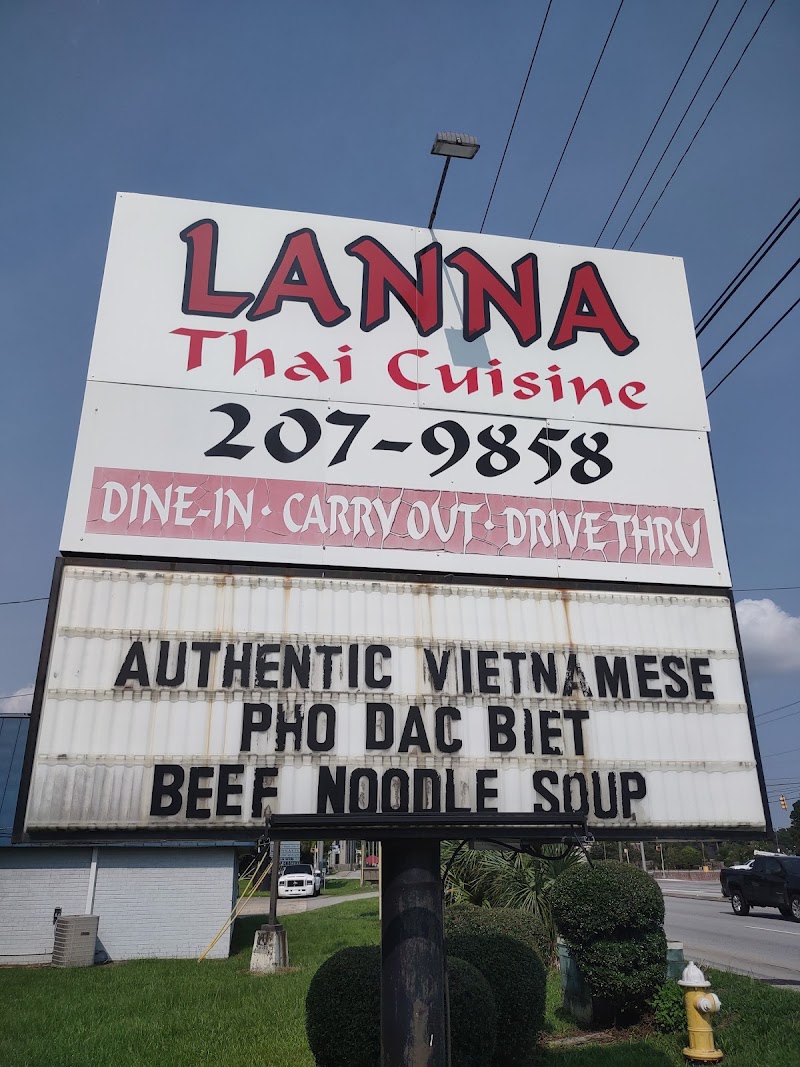 LANNA
Thai Cuisine
207-9858
DINE-IN · CARRY OUT · DRIVE THRU
AUTHENTIC VIETNAMESE
PHO DAC BIET
BEEF NOODLE SOUP